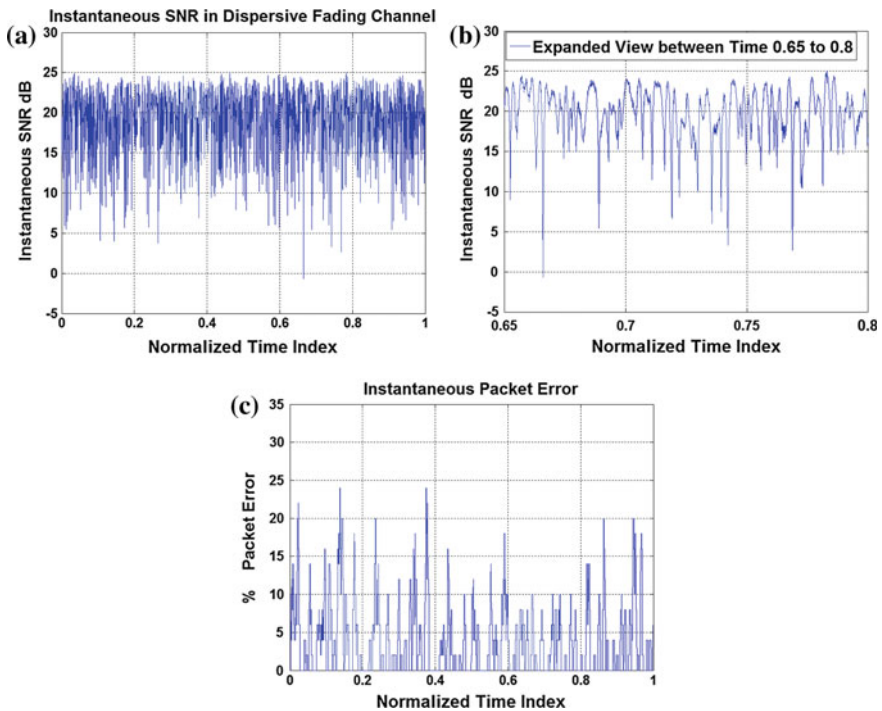 Instantaneous SNR in Dispersive Fading Channel
(a)
30
25
20
15
10
5
0
-5
Instantaneous SNR dB
0 0.2 0.4 0.6 0.8 1
Normalized Time Index
(b)
Expanded View between Time 0.65 to 0.8
30
25
20
15
10
5
0
-5
Instantaneous SNR dB
0.65 0.7 0.75 0.8
Normalized Time Index
Instantaneous Packet Error
(c)
35
30
25
20
15
10
5
0
% Packet Error
0 0.2 0.4 0.6 0.8 1
Normalized Time Index